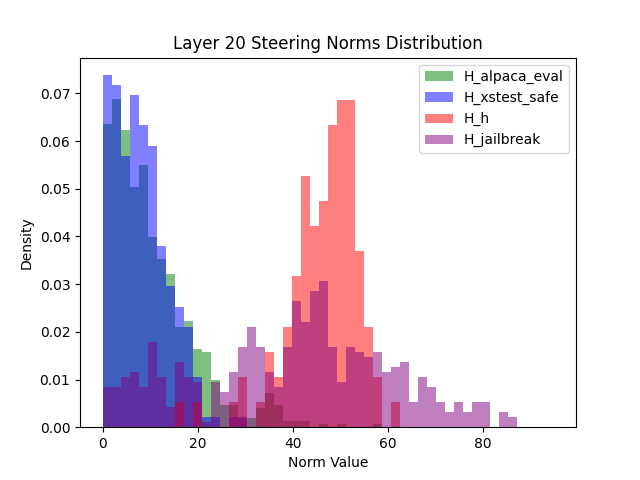 Layer 20 Steering Norms Distribution
H_alpaca_eval
H_xstest_safe
H_h
H_jailbreak
Density
0.07
0.06
0.05
0.04
0.03
0.02
0.01
0.00
0
20
40
60
80
Norm Value